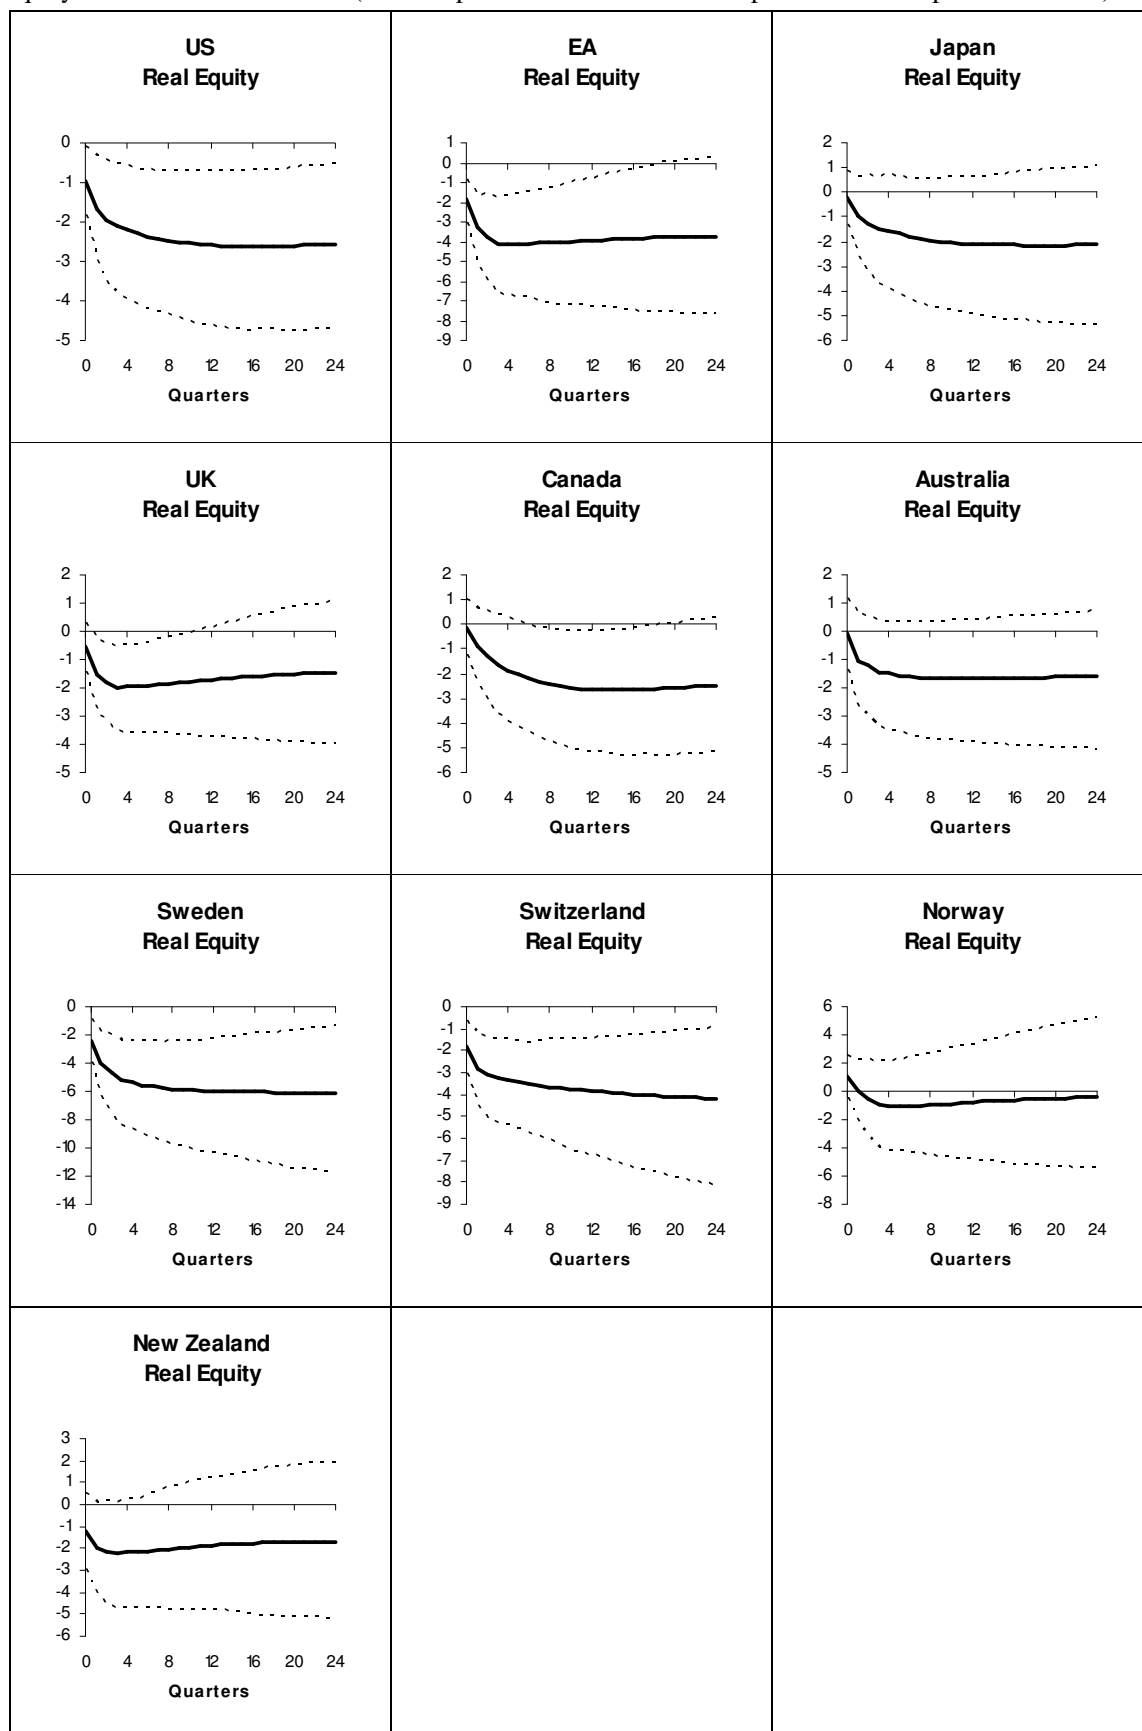 US EA Japan
Real Equity Real Equity Real Equity
0 1 2
-1 0 1
-2 -1 0
-3 -2 -1
-4 -3 -2
-5 -4 -3
-5 -4
-6 -5
-7 -6
-8
-9
0 4 8 12 16 20 24 0 4 8 12 16 20 24 0 4 8 12 16 20 24
Quarters Quarters Quarters
UK Canada Australia
Real Equity Real Equity Real Equity
2 2 2
1 1 1
0 0 0
-1 -1 -1
-2 -2 -2
-3 -3 -3
-4 -4 -4
-5 -5 -5
-6
0 4 8 12 16 20 24 0 4 8 12 16 20 24 0 4 8 12 16 20 24
Quarters Quarters Quarters
Sweden Switzerland Norway
Real Equity Real Equity Real Equity
0 0 6
-2 -1 4
-4 -2 2
-6 -3 0
-8 -4 -2
-10 -5 -4
-12 -6 -6
-14 -7 -8
-8
-9
0 4 8 12 16 20 24 0 4 8 12 16 20 24 0 4 8 12 16 20 24
Quarters Quarters Quarters
New Zealand
Real Equity
3
2
1
0
-1
-2
-3
-4
-5
-6
0 4 8 12 16 20 24
Quarters